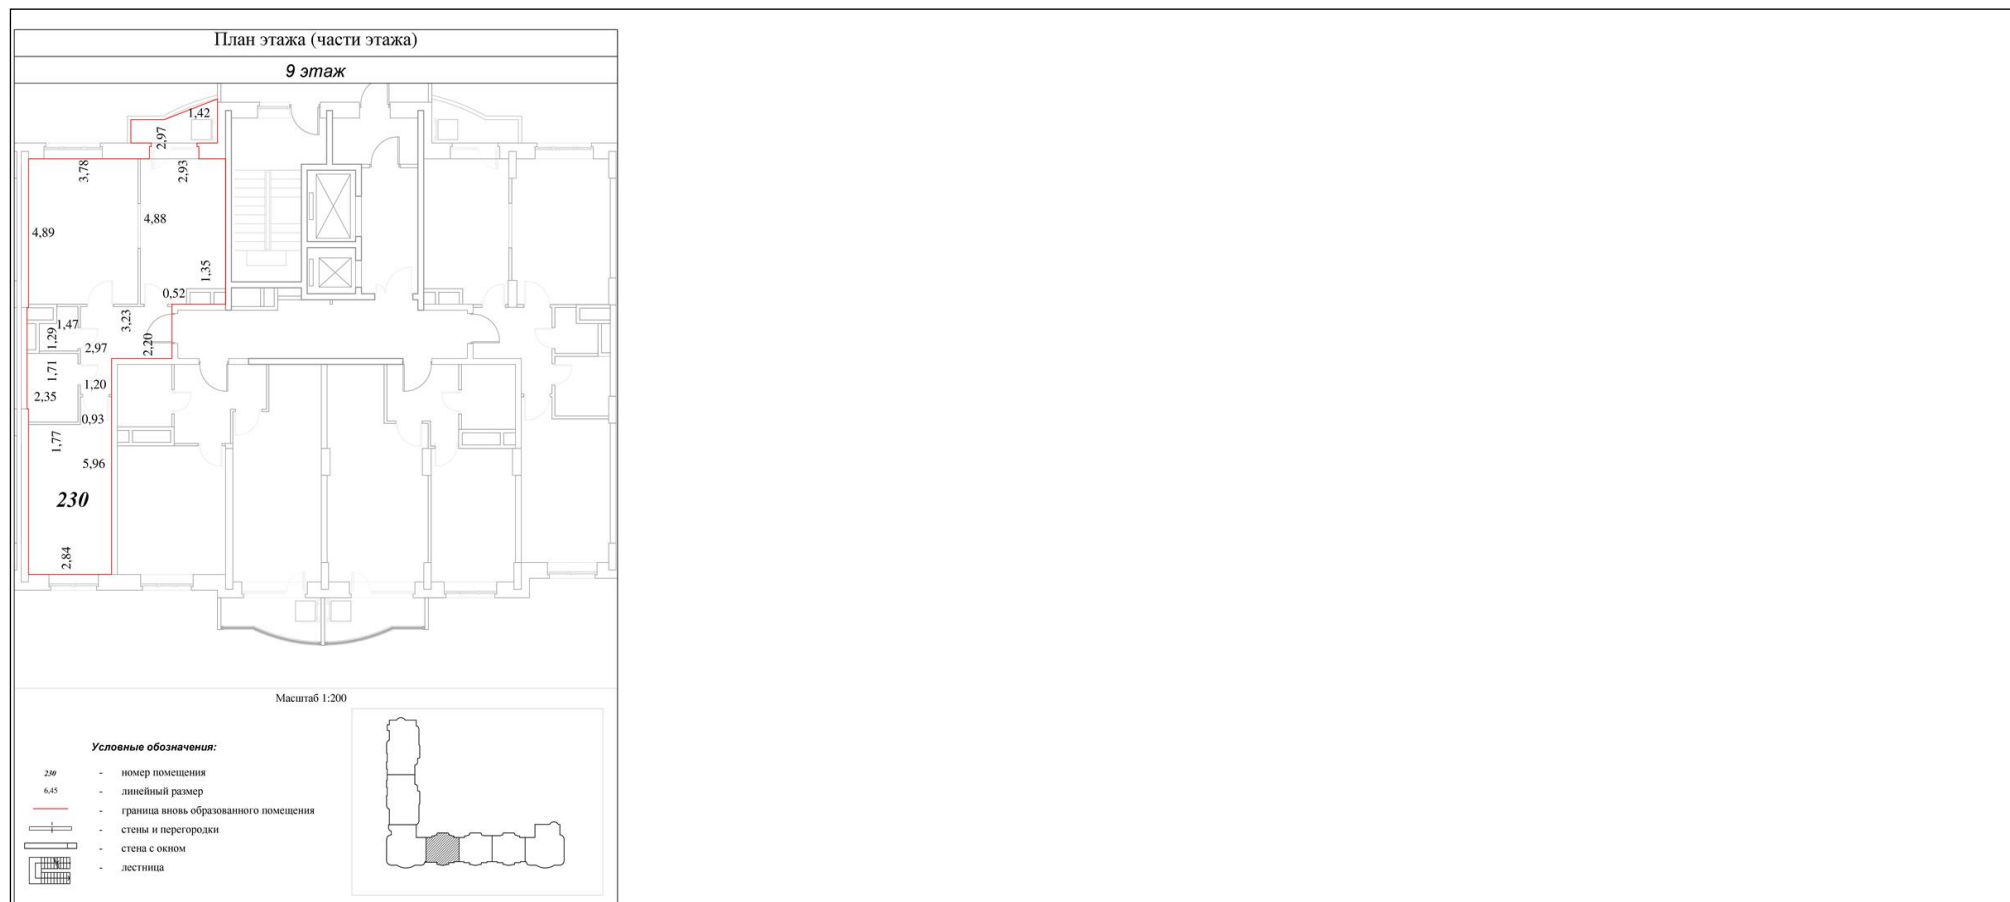 План этажа (части этажа)
9 этаж
1,42
2,97
3,78
2,93
4,88
4,89
1,35
0,52
1,47
3,23
1,29
2,97
2,20
1,71
1,20
2,35
0,93
1,77
5,96
230
2,84
Масштаб 1:200
Условные обозначения:
230 - номер помещения
6,45 - линейный размер
- граница вновь образованного помещения
- стены и перегородки
- стена с окном
- лестница